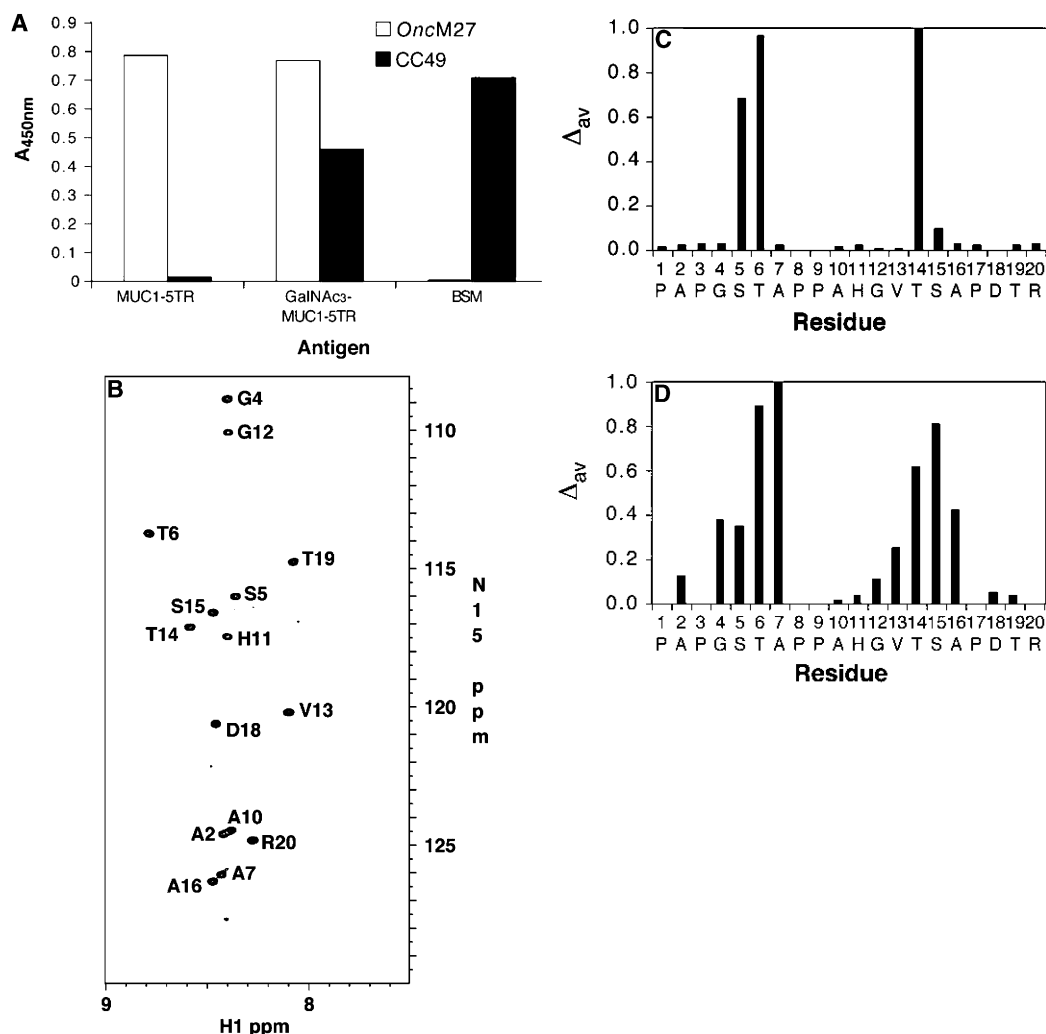 A
0.9
0.8
0.7
0.6
0.5
0.4
0.3
0.2
0.1
0
A450nm
OncM27
CC49
MUC1-5TR
GalNAc3-
MUC1-5TR
BSM
Antigen
B
G4
G12
T6
T19
S5
S15
T14
H11
V13
D18
A10
A2
R20
A7
A16
110
115
120
125
N15 ppm
9
8
H1 ppm
C
1.0
0.8
0.6
0.4
0.2
0.0
Δav
1 2 3 4 5 6 7 8 9 10 11 12 13 14 15 16 17 18 19 20
P A P G S T A P P A H G V T S A P D T R
Residue
D
1.0
0.8
0.6
0.4
0.2
0.0
Δav
1 2 3 4 5 6 7 8 9 10 11 12 13 14 15 16 17 18 19 20
P A P G S T A P P A H G V T S A P D T R
Residue